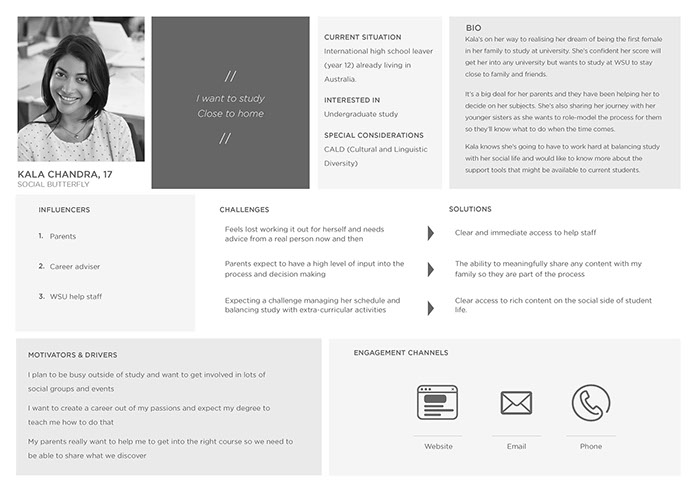 KALA CHANDRA, 17
SOCIAL BUTTERFLY
//
I want to study
Close to home
//
CURRENT SITUATION
International high school leaver
(year 12) already living in
Australia.
INTERESTED IN
Undergraduate study
SPECIAL CONSIDERATIONS
CALD (Cultural and Linguistic
Diversity)
BIO
Kala's on her way to realising her dream of being the first female
in her family to study at university. She's confident her score will
get her into any university but wants to study at WSU to stay
close to family and friends.
It's a big deal for her parents and they have been helping her to
decide on her subjects. She's also sharing her journey with her
younger sisters as she wants to role-model the process for them
so they'll know what to do when the time comes.
Kala knows she's going to have to work hard at balancing study
with her social life and would like to know more about the
support tools that might be available to current students.
INFLUENCERS
1. Parents
2. Career adviser
3. WSU help staff
CHALLENGES
Feels lost working it out for herself and needs
advice from a real person now and then
Parents expect to have a high level of input into the
process and decision making
Expecting a challenge managing her schedule and
balancing study with extra-curricular activities
SOLUTIONS
Clear and immediate access to help staff
The ability to meaningfully share any content with my
family so they are part of the process
Clear access to rich content on the social side of student
life.
MOTIVATORS & DRIVERS
I plan to be busy outside of study and want to get involved in lots of
social groups and events
I want to create a career out of my passions and expect my degree to
teach me how to do that
My parents really want to help me to get into the right course so we need to
be able to share what we discover
ENGAGEMENT CHANNELS
Website
Email
Phone